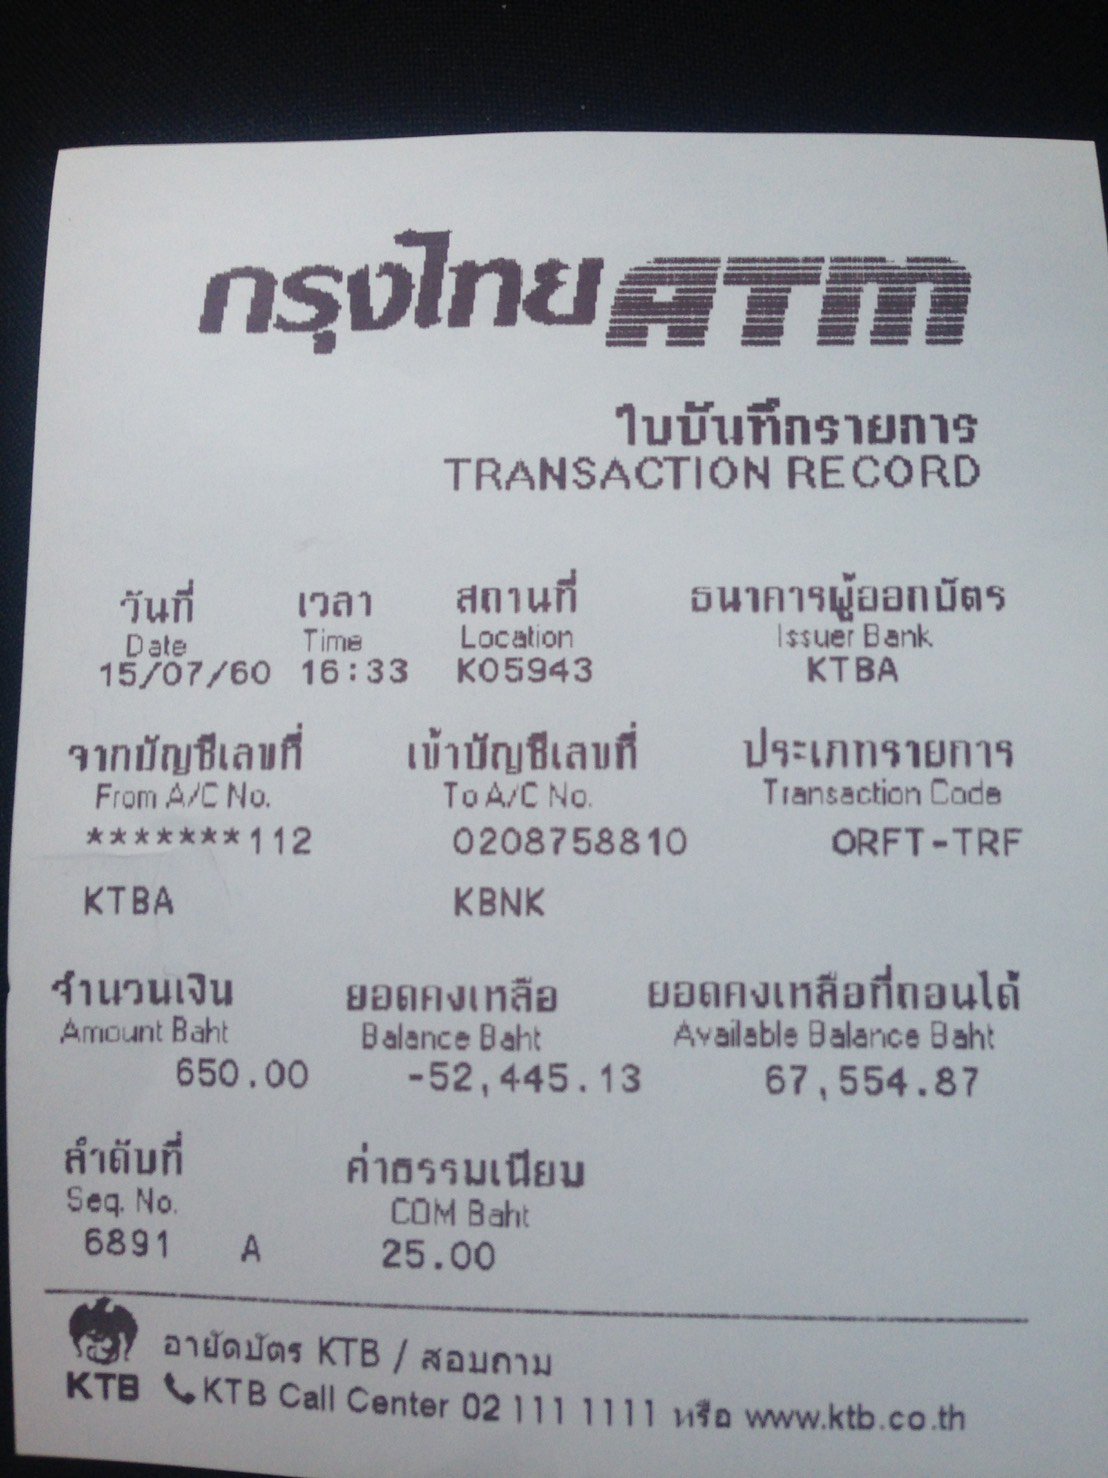 กรุงไทย ATM
ใบบันทึกรายการ
TRANSACTION RECORD
วันที่ เวลา สถานที่ ธนาคารผู้ออกบัตร
Date Time Location Issuer Bank
15/07/60 16:33 K05943 KTBA
จากบัญชีเลขที่ เข้าบัญชีเลขที่ ประเภทรายการ
From A/C No. To A/C No. Transaction Code
*******112 0208758810 ORFT-TRF
KTBA KBNK
จำนวนเงิน ยอดคงเหลือ ยอดคงเหลือที่ถอนได้
Amount Baht Balance Baht Available Balance Baht
650.00 -52,445.13 67,554.87
ลำดับที่ ค่าธรรมเนียม
Seq. No. COM Baht
6891 A 25.00
อายัดบัตร KTB / สอบถาม
KTB KTB Call Center 02 111 1111 หรือ www.ktb.co.th